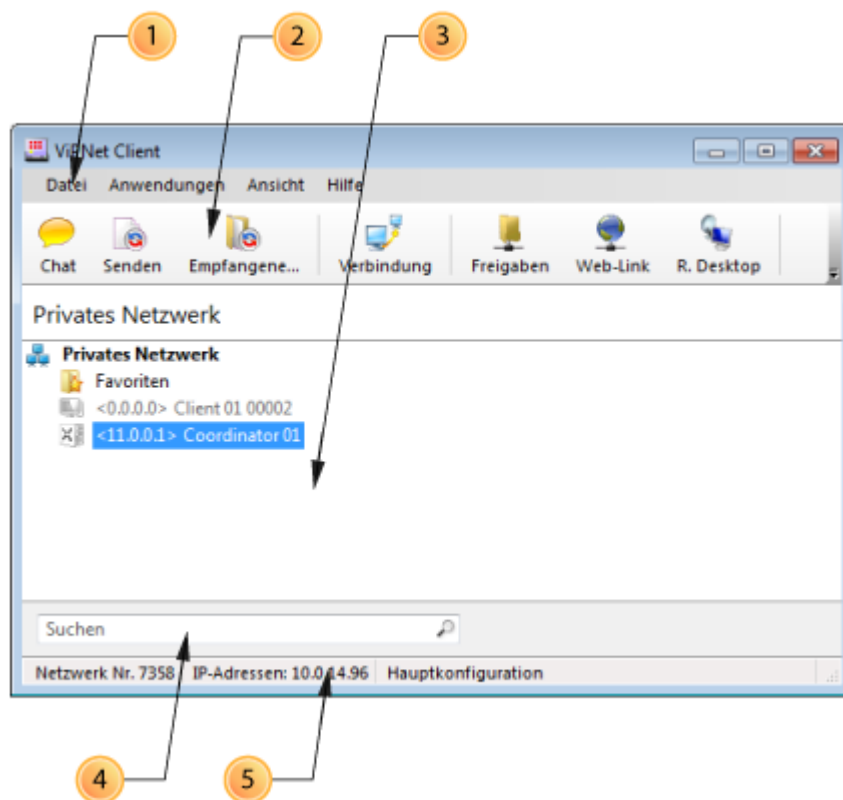 1 2 3
ViPNet Client
Datei Anwendungen Ansicht Hilfe
Chat Senden Empfangene... Verbindung Freigaben Web-Link R. Desktop
Privates Netzwerk
Privates Netzwerk
Favoriten
<0.0.0.0> Client 01 00002
<11.0.0.1> Coordinator 01
Suchen
Netzwerk Nr. 7358 IP-Adressen: 10.0.14.96 Hauptkonfiguration
4 5